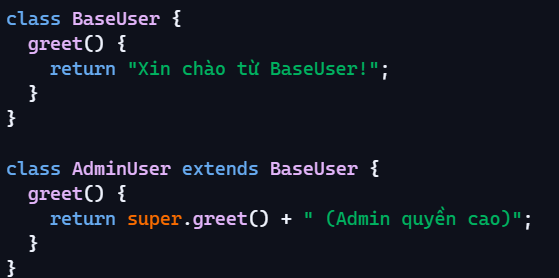 class BaseUser {
  greet() {
    return "Xin chào từ BaseUser!";
  }
}

class AdminUser extends BaseUser {
  greet() {
    return super.greet() + " (Admin quyền cao)";
  }
}